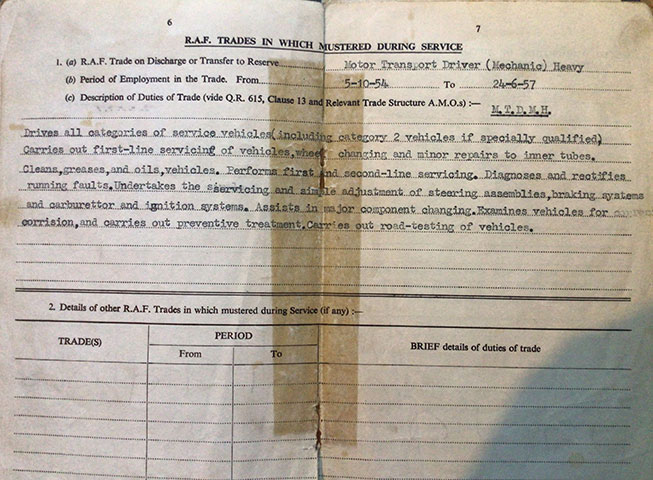 6
7
R.A.F. TRADES IN WHICH MUSTERED DURING SERVICE
1. (a) R.A.F. Trade on Discharge or Transfer to Reserve Motor Transport Driver (Mechanic) Heavy
(b) Period of Employment in the Trade. From 5-10-54 To 24-6-57
(c) Description of Duties of Trade (vide Q.R. 615, Clause 13 and Relevant Trade Structure A.M.O.s) :—
M.T.D.M.H.
Drives all categories of service vehicles(including category 2 vehicles if specially qualified)
Carries out first-line servicing of vehicles,wheel changing and minor repairs to inner tubes.
Cleans,greases,and oils,vehicles. Performs first and second-line servicing. Diagnoses and rectifies
running faults.Undertakes the and simple adjustment of steering assemblies,braking systems
and carburettor and ignition systems. Assists in major component changing.Examines vehicles for
corrision,and carries out preventive treatment.Carries out road-testing of vehicles.
2. Details of other R.A.F. Trades in which mustered during Service (if any) :—
TRADE(S) PERIOD BRIEF details of duties of trade
From To